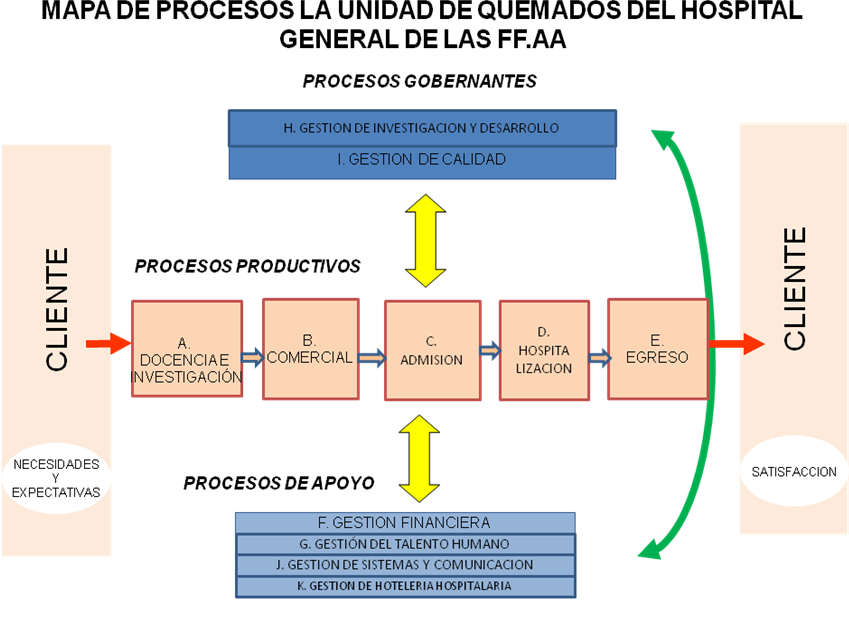 MAPA DE PROCESOS LA UNIDAD DE QUEMADOS DEL HOSPITAL
GENERAL DE LAS FF.AA
PROCESOS GOBERNANTES
H. GESTION DE INVESTIGACION Y DESARROLLO
I. GESTION DE CALIDAD
CLIENTE
NECESIDADES
Y
EXPECTATIVAS
PROCESOS PRODUCTIVOS
A.
DOCENCIA E
INVESTIGACIÓN
B.
COMERCIAL
C.
ADMISION
D.
HOSPITA
LIZACION
E.
EGRESO
CLIENTE
SATISFACCION
PROCESOS DE APOYO
F. GESTION FINANCIERA
G. GESTIÓN DEL TALENTO HUMANO
J. GESTION DE SISTEMAS Y COMUNICACION
K. GESTION DE HOTELERIA HOSPITALARIA